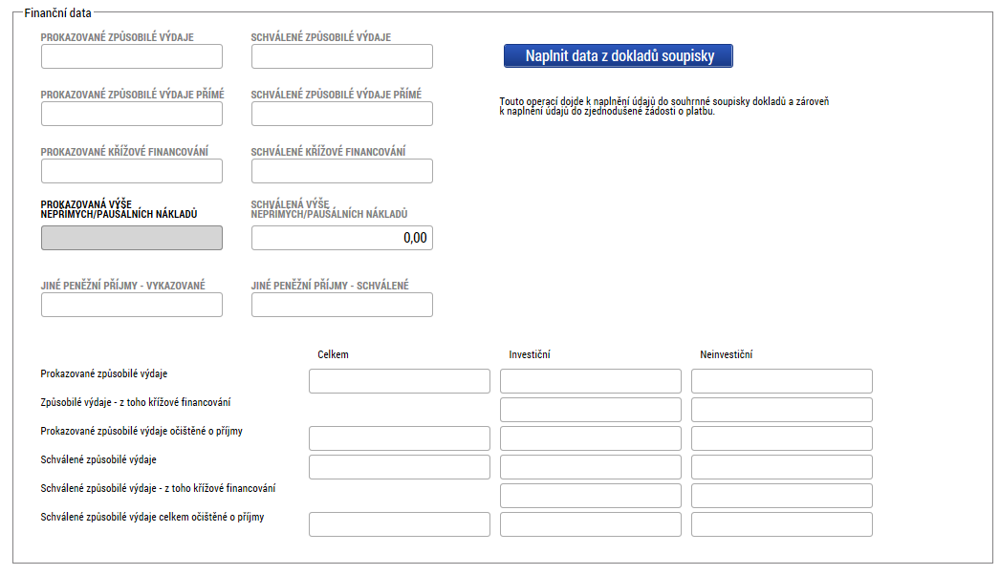 Finanční data
PROKAZOVANÉ ZPŮSOBILÉ VÝDAJE
SCHVÁLENÉ ZPŮSOBILÉ VÝDAJE
Naplnit data z dokladů soupisky
PROKAZOVANÉ ZPŮSOBILÉ VÝDAJE PŘÍMÉ
SCHVÁLENÉ ZPŮSOBILÉ VÝDAJE PŘÍMÉ
Touto operací dojde k naplnění údajů do souhrnné soupisky dokladů a zároveň
k naplnění údajů do zjednodušené žádosti o platbu.
PROKAZOVANÉ KŘÍŽOVÉ FINANCOVÁNÍ
SCHVÁLENÉ KŘÍŽOVÉ FINANCOVÁNÍ
PROKAZOVANÁ VÝŠE
NEPŘÍMÝCH/PAUŠÁLNÍCH NÁKLADŮ
SCHVÁLENÁ VÝŠE
NEPŘÍMÝCH/PAUŠÁLNÍCH NÁKLADŮ
0,00
JINÉ PENĚŽNÍ PŘÍJMY - VYKAZOVANÉ
JINÉ PENĚŽNÍ PŘÍJMY - SCHVÁLENÉ
Celkem
Investiční
Neinvestiční
Prokazované způsobilé výdaje
Způsobilé výdaje - z toho křížové financování
Prokazované způsobilé výdaje očištěné o příjmy
Schválené způsobilé výdaje
Schválené způsobilé výdaje - z toho křížové financování
Schválené způsobilé výdaje celkem očištěné o příjmy